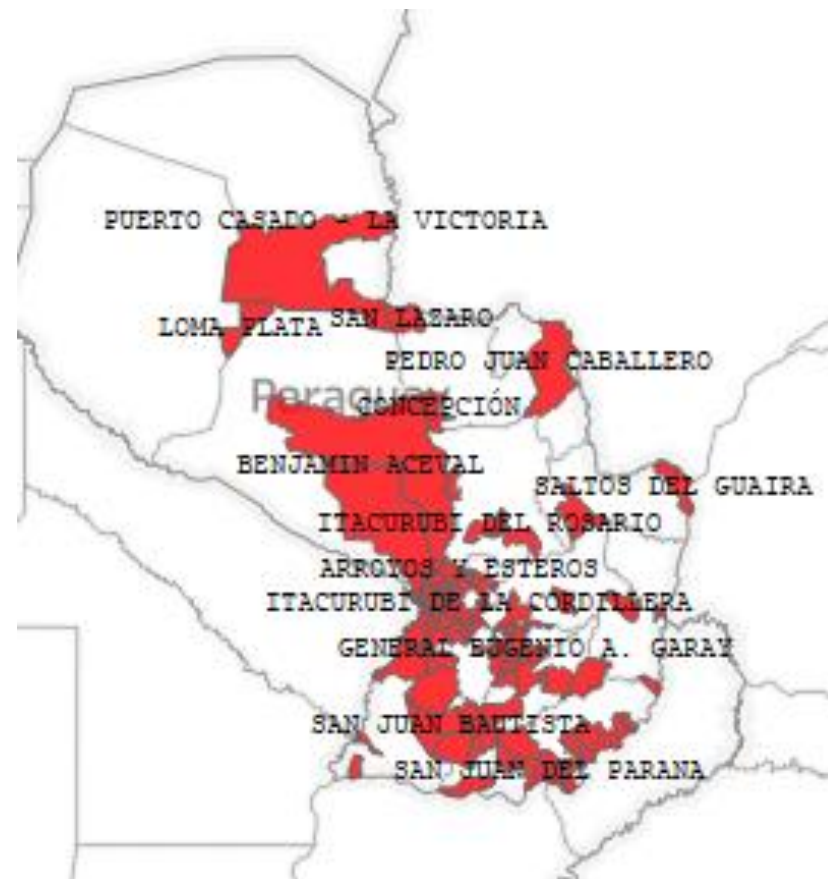 PUERTO CASADO - LA VICTORIA
LOMA PLATA
SAN LAZARO
PEDRO JUAN CABALLERO
Paraguay
CONCEPCIÓN
BENJAMIN ACEVAL
SALTOS DEL GUAIRA
ITACURUBI DEL ROSARIO
ARROYOS Y ESTEROS
ITACURUBI DE LA CORDILLERA
GENERAL EUGENIO A. GARAY
SAN JUAN BAUTISTA
SAN JUAN DEL PARANA